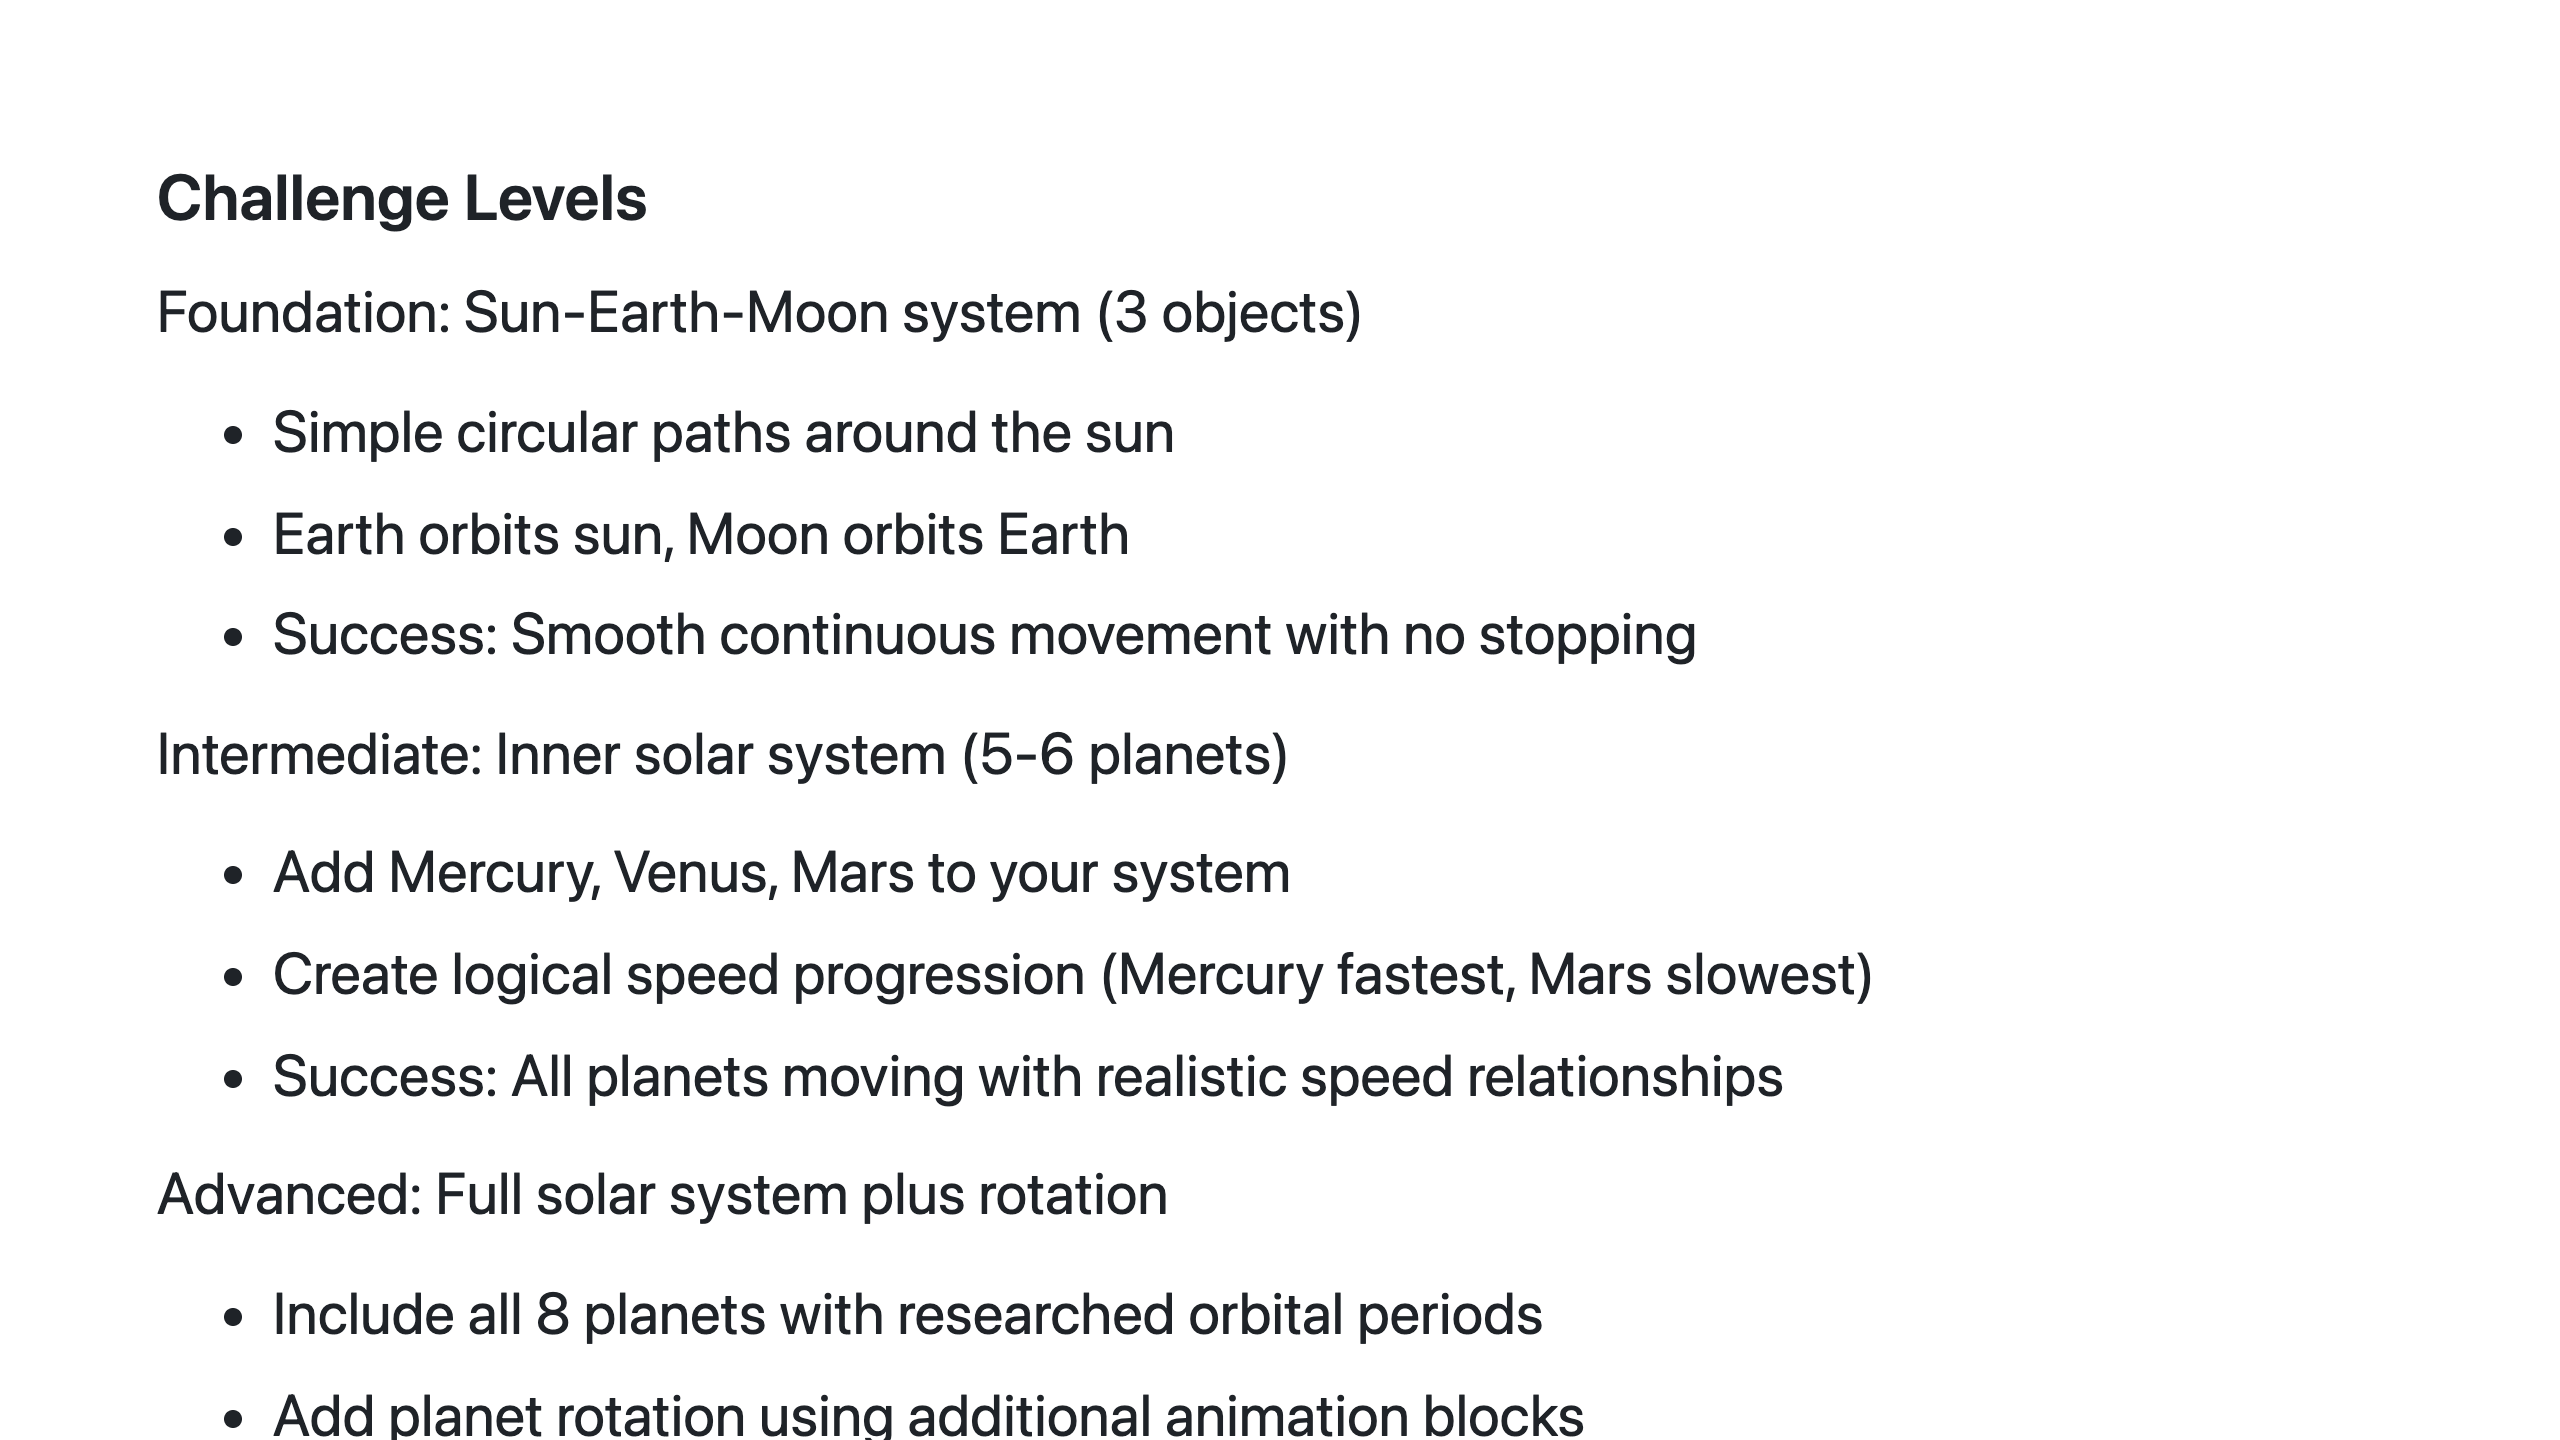 Challenge Levels
Foundation: Sun-Earth-Moon system (3 objects)
• Simple circular paths around the sun
• Earth orbits sun, Moon orbits Earth
• Success: Smooth continuous movement with no stopping
Intermediate: Inner solar system (5-6 planets)
• Add Mercury, Venus, Mars to your system
• Create logical speed progression (Mercury fastest, Mars slowest)
• Success: All planets moving with realistic speed relationships
Advanced: Full solar system plus rotation
• Include all 8 planets with researched orbital periods
• Add planet rotation using additional animation blocks